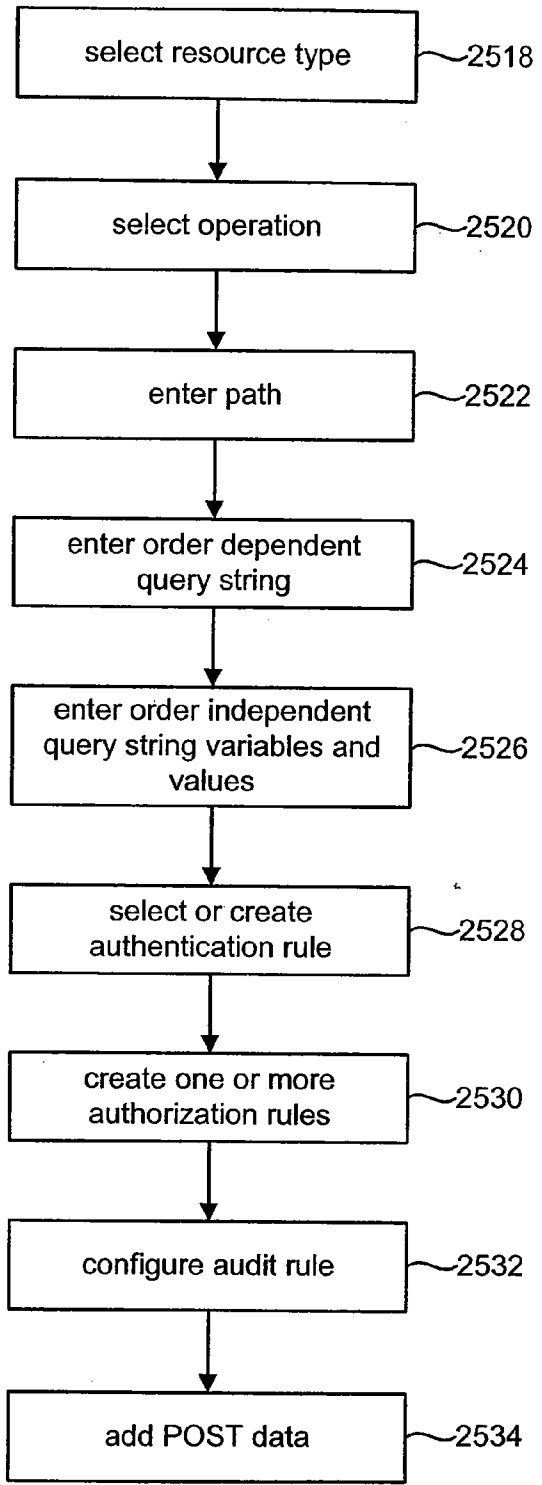 select resource type
2518
select operation
2520
enter path
2522
enter order dependent
query string
2524
enter order independent
query string variables and
values
2526
select or create
authentication rule
2528
create one or more
authorization rules
2530
configure audit rule
2532
add POST data
2534